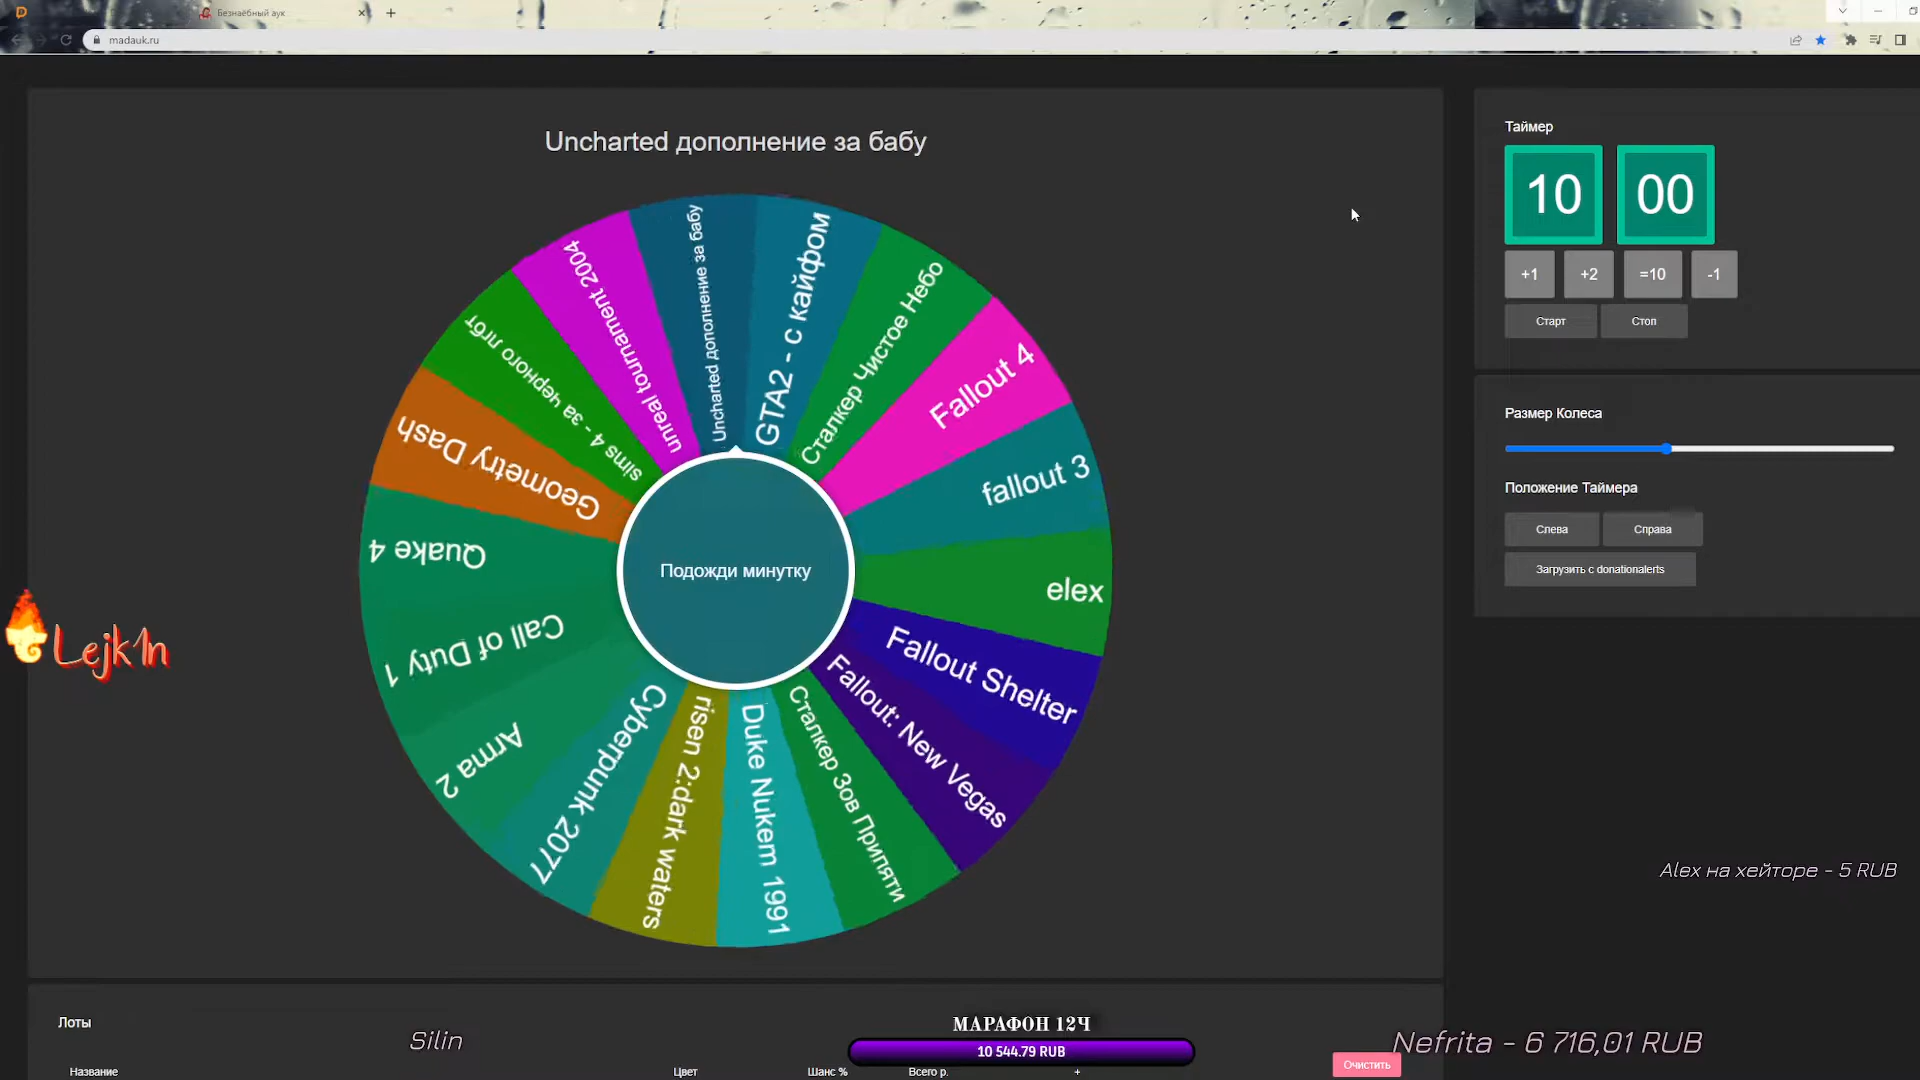 Безнаёбный аук
madauk.ru
Uncharted дополнение за бабу
Uncharted дополнение за бабу
GTA2 - с кайфом
Сталкер Чистое Небо
Fallout 4
fallout 3
elex
Fallout Shelter
Fallout: New Vegas
Сталкер Зов Припяти
Duke Nukem 1991
risen 2:dark waters
Cyberpunk 2077
Arma 2
Call of Duty 1
Quake 4
Geometry Dash
sims 4 - за черного лгбт
unreal tournament 2004
Подожди минутку
Таймер
10 00
+1 +2 =10 -1
Старт Стоп
Размер Колеса
Положение Таймера
Слева Справа
Загрузить с donationalerts
Lejk1n
Alex на хейторе - 5 RUB
Лоты
Silin
МАРАФОН 12Ч
10 544.79 RUB
Nefrita - 6 716,01 RUB
Очистить
Название Цвет Шанс % Всего р. +